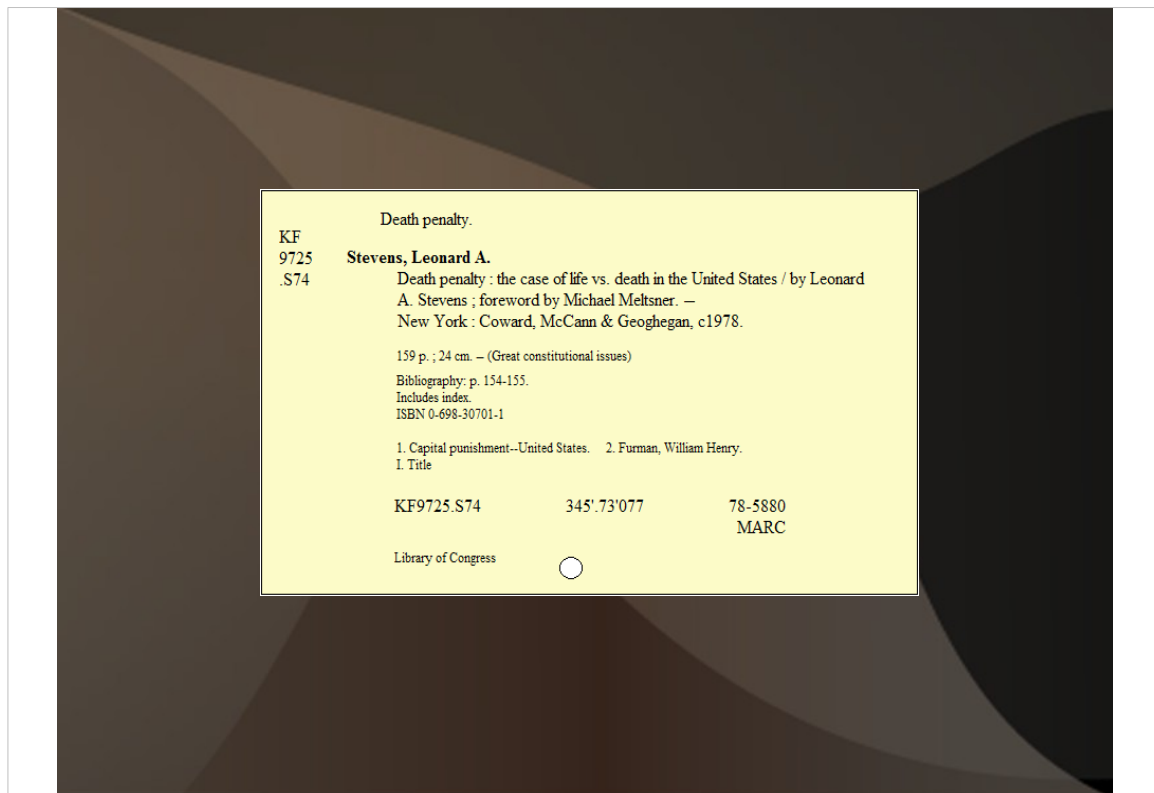 Death penalty.
KF
9725
.S74
Stevens, Leonard A.
Death penalty : the case of life vs. death in the United States / by Leonard
A. Stevens ; foreword by Michael Meltsner. —
New York : Coward, McCann & Geoghegan, c1978.
159 p. ; 24 cm. – (Great constitutional issues)
Bibliography: p. 154-155.
Includes index.
ISBN 0-698-30701-1
1. Capital punishment--United States. 2. Furman, William Henry.
I. Title
KF9725.S74 345'.73'077 78-5880
MARC
Library of Congress